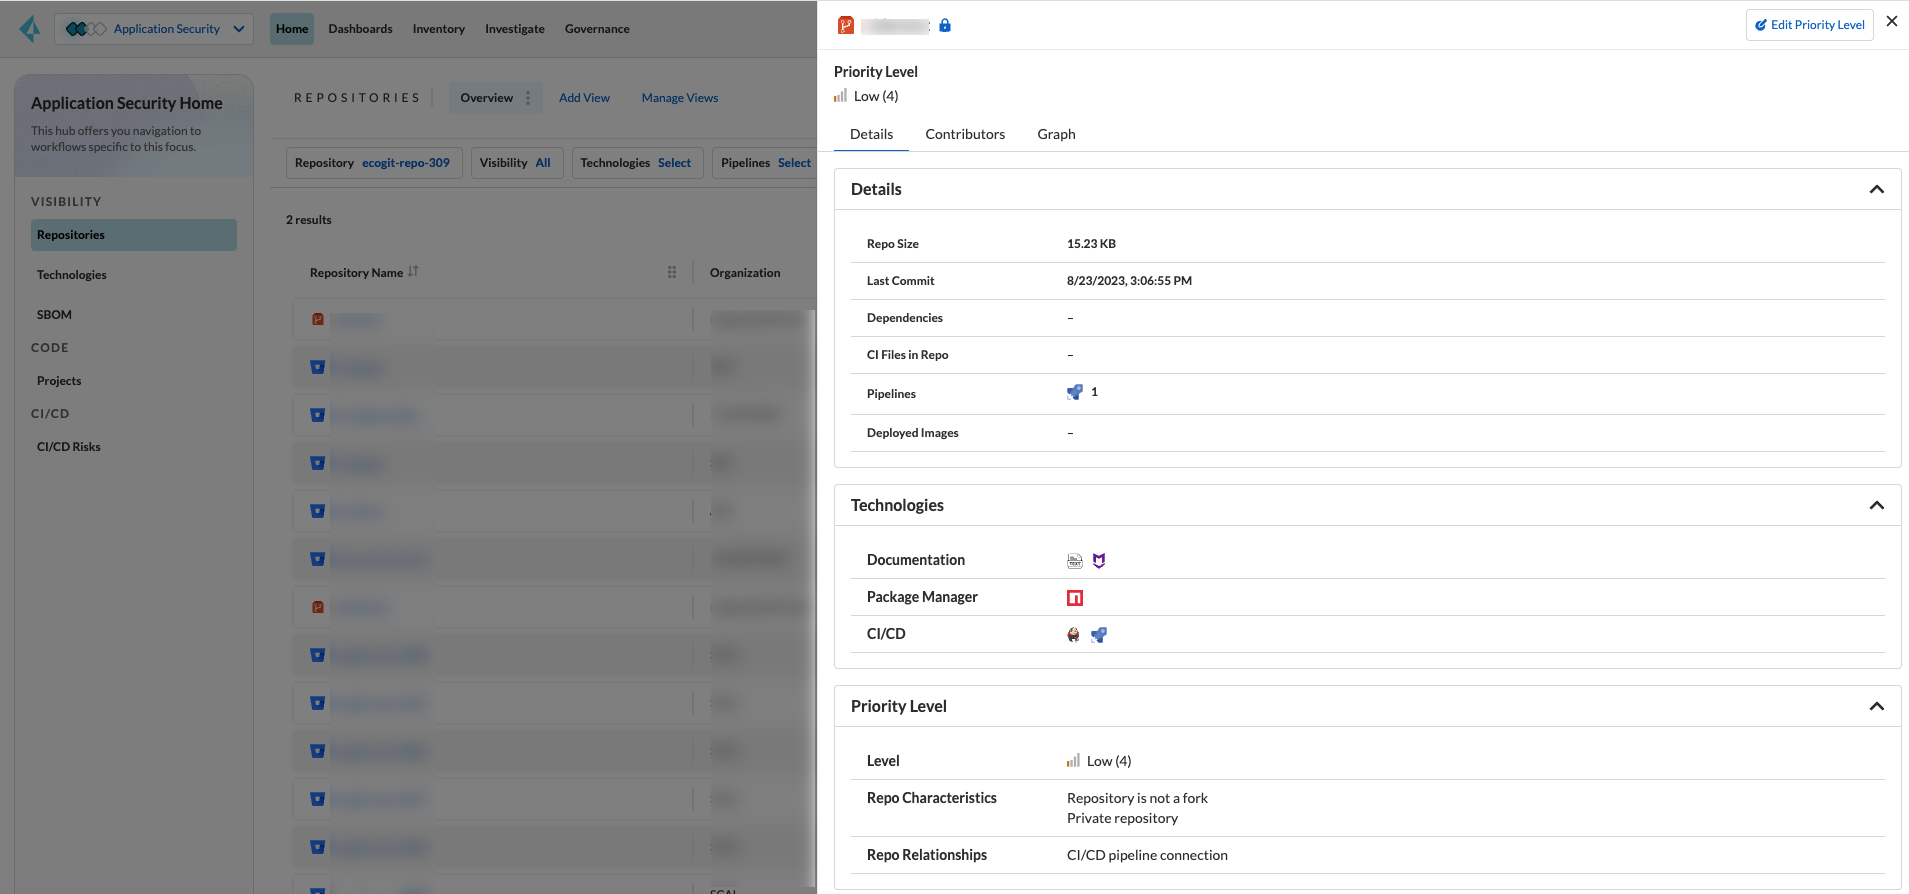 Application Security
Home
Dashboards
Inventory
Investigate
Governance
Application Security Home
This hub offers you navigation to
workflows specific to this focus.
VISIBILITY
Repositories
Technologies
SBOM
CODE
Projects
CI/CD
CI/CD Risks
REPOSITORIES
Overview
Add View
Manage Views
Repository ecogit-repo-309
Visibility All
Technologies Select
Pipelines Select
2 results
Repository Name
Organization
Edit Priority Level
Priority Level
Low (4)
Details
Contributors
Graph
Details
Repo Size 15.23 KB
Last Commit 8/23/2023, 3:06:55 PM
Dependencies –
CI Files in Repo –
Pipelines 1
Deployed Images –
Technologies
Documentation
Package Manager
CI/CD
Priority Level
Level Low (4)
Repo Characteristics Repository is not a fork
Private repository
Repo Relationships CI/CD pipeline connection